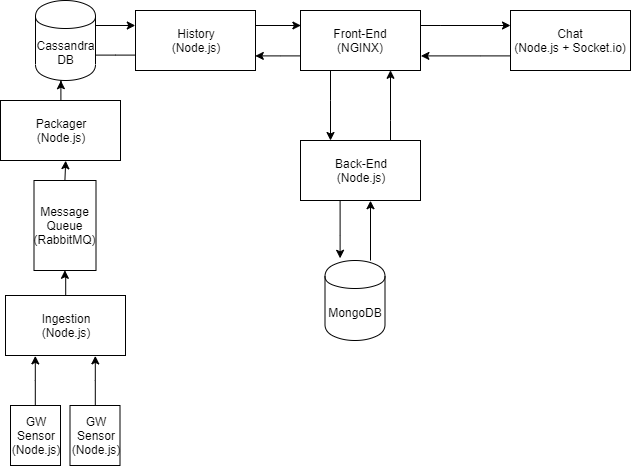 Cassandra
DB
History
(Node.js)
Front-End
(NGINX)
Chat
(Node.js + Socket.io)
Packager
(Node.js)
Back-End
(Node.js)
Message
Queue
(RabbitMQ)
MongoDB
Ingestion
(Node.js)
GW
Sensor
(Node.js)
GW
Sensor
(Node.js)